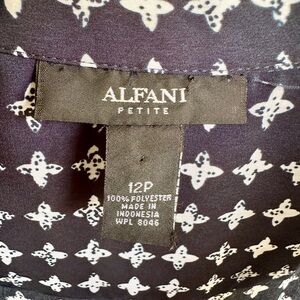 ALFANI
PETITE
12P
100% POLYESTER
MADE IN
INDONESIA
WPL 8046